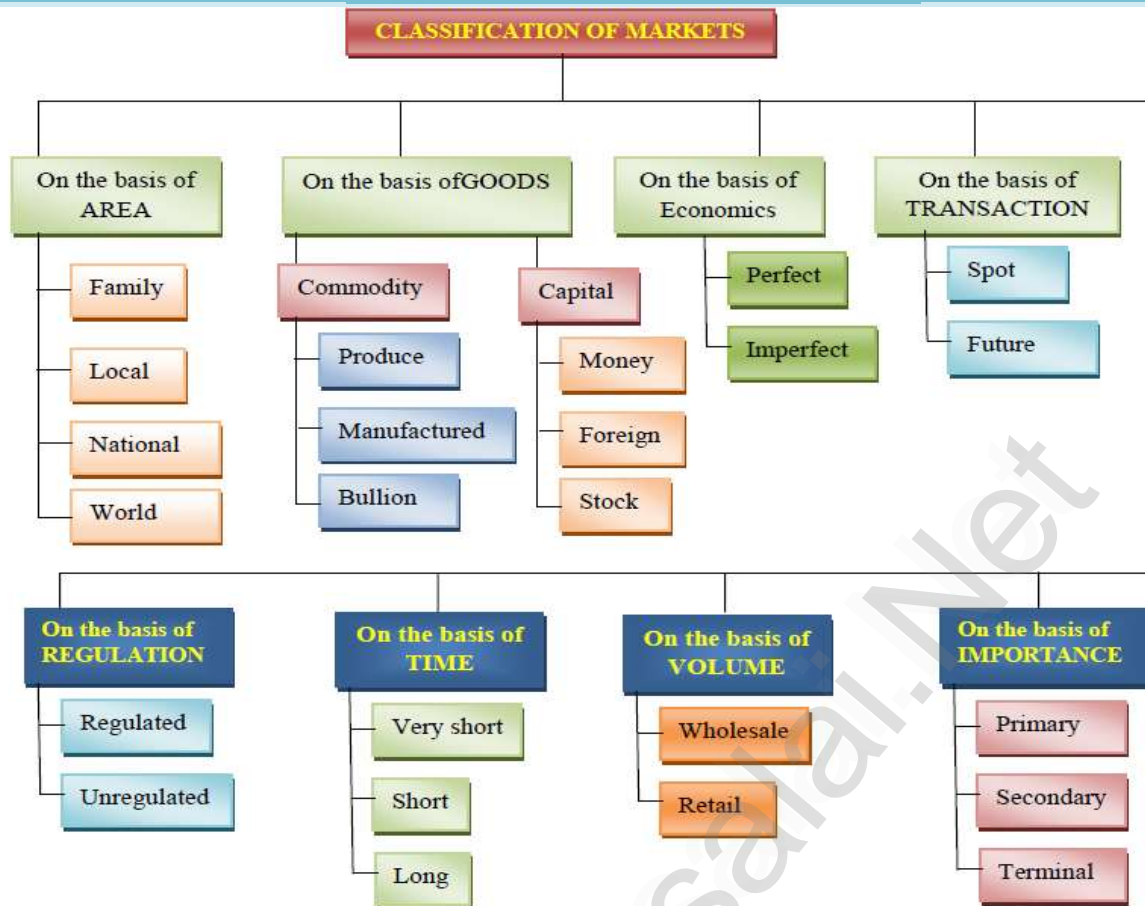 CLASSIFICATION OF MARKETS
On the basis of
AREA
Family
Local
National
World
On the basis ofGOODS
Commodity
Produce
Manufactured
Bullion
Capital
Money
Foreign
Stock
On the basis of
Economics
Perfect
Imperfect
On the basis of
TRANSACTION
Spot
Future
On the basis of
REGULATION
Regulated
Unregulated
On the basis of
TIME
Very short
Short
Long
On the basis of
VOLUME
Wholesale
Retail
On the basis of
IMPORTANCE
Primary
Secondary
Terminal
salai.Net